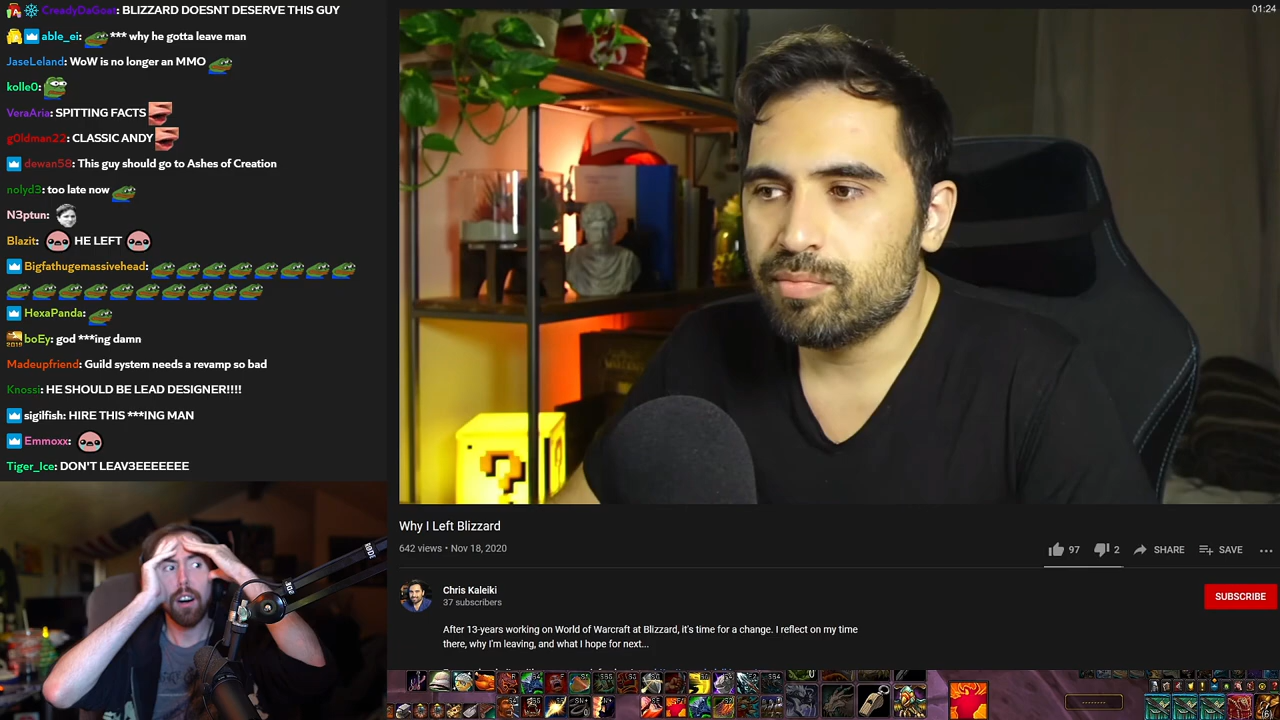 CreadyDaGoat: BLIZZARD DOESNT DESERVE THIS GUY
able_ei: *** why he gotta leave man
JaseLeland: WoW is no longer an MMO
kolle0:
VeraAria: SPITTING FACTS
g0ldman22: CLASSIC ANDY
dewan58: This guy should go to Ashes of Creation
nolyd3: too late now
N3ptun:
Blazit: HE LEFT
Bigfathugemassivehead:
HexaPanda:
boEy: god ***ing damn
Madeupfriend: Guild system needs a revamp so bad
Knossi: HE SHOULD BE LEAD DESIGNER!!!!
sigilfish: HIRE THIS ***ING MAN
Emmoxx:
Tiger_Ice: DON'T LEAV3EEEEEEE
01:24
Why I Left Blizzard
642 views • Nov 18, 2020
97
2
SHARE
SAVE
Chris Kaleiki
37 subscribers
SUBSCRIBE
After 13-years working on World of Warcraft at Blizzard, it's time for a change. I reflect on my time
there, why I'm leaving, and what I hope for next...
RØDE